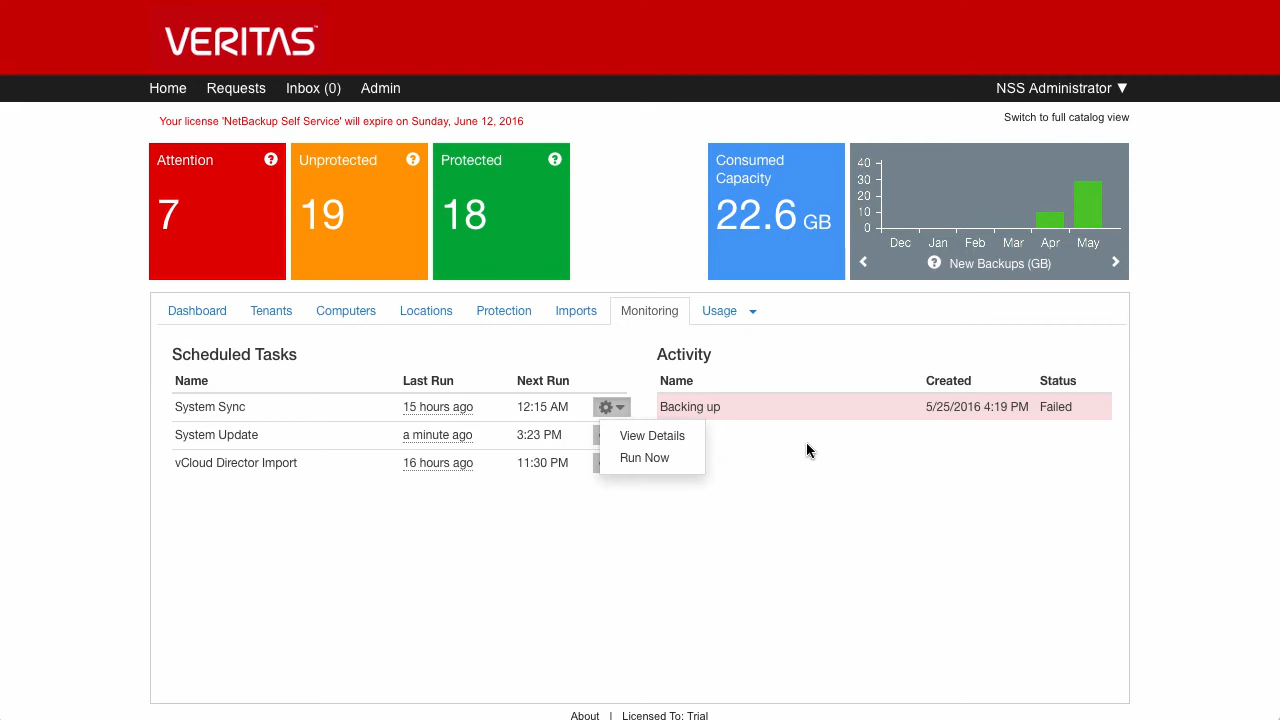 VERITAS™
Home Requests Inbox (0) Admin NSS Administrator ▼
Your license 'NetBackup Self Service' will expire on Sunday, June 12, 2016
Switch to full catalog view
Attention ?
7
Unprotected ?
19
Protected ?
18
Consumed
Capacity
22.6 GB
40
30
20
10
0
Dec Jan Feb Mar Apr May
? New Backups (GB)
Dashboard Tenants Computers Locations Protection Imports Monitoring Usage
Scheduled Tasks
Name Last Run Next Run
System Sync 15 hours ago 12:15 AM
System Update a minute ago 3:23 PM
vCloud Director Import 16 hours ago 11:30 PM
View Details
Run Now
Activity
Name Created Status
Backing up 5/25/2016 4:19 PM Failed
About | Licensed To: Trial